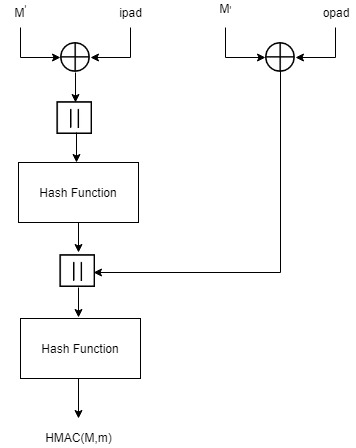 M' ipad M' opad
||
Hash Function
||
Hash Function
HMAC(M,m)